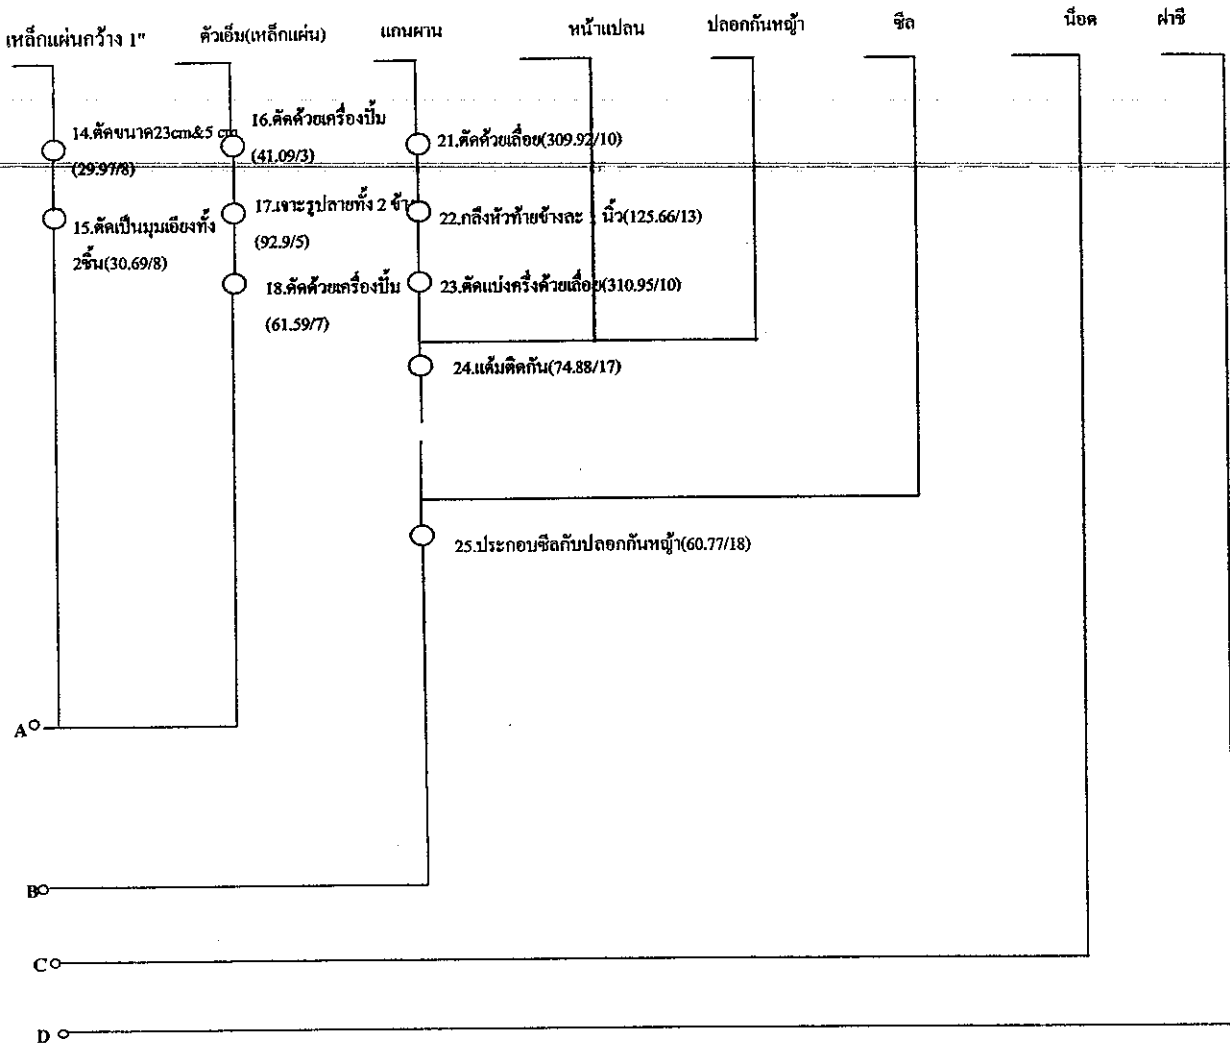 เหล็กแผ่นกว้าง 1"
ตัวเอ็ม(เหล็กแผ่น)
แกนผาน
หน้าแปลน
ปลอกกันหญ้า
ซีล
น็อต
ฝาชี
14.ตัดขนาด23cm&5 cm
(29.97/8)
15.ตัดเป็นมุมเอียงทั้ง
2ชิ้น(30.69/8)
16.ตัดด้วยเครื่องปั๊ม
(41.09/3)
17.เจาะรูปลายทั้ง 2 ข้าง
(92.9/5)
18.ดัดด้วยเครื่องปั๊ม
(61.59/7)
21.ตัดด้วยเลื่อย(309.92/10)
22.กลึงหัวท้ายข้างละ 1 นิ้ว(125.66/13)
23.ตัดแบ่งครึ่งด้วยเลื่อย(310.95/10)
24.แต้มติดกัน(74.88/17)
25.ประกอบซีลกับปลอกกันหญ้า(60.77/18)
A
B
C
D